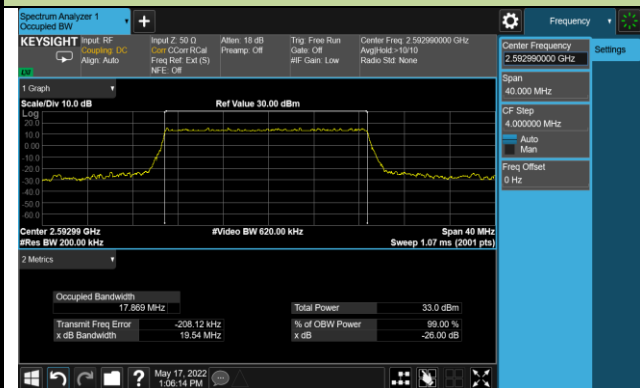 Spectrum Analyzer 1
Occupied BW
Frequency
KEYSIGHT
Input: RF
Coupling: DC
Align: Auto
Input Z: 50 Ω
Corr CCorr RCal
Freq Ref: Ext (S)
NFE: Off
Atten: 18 dB
Preamp: Off
Trig: Free Run
Gate: Off
#IF Gain: Low
Center Freq: 2.592990000 GHz
Avg|Hold:>10/10
Radio Std: None
Center Frequency
2.592990000 GHz
Settings
Span
40.000 MHz
CF Step
4.000000 MHz
Auto
Man
Freq Offset
0 Hz
1 Graph
Scale/Div 10.0 dB
Ref Value 30.00 dBm
Log
20.0
10.0
0.00
-10.0
-20.0
-30.0
-40.0
-50.0
-60.0
Center 2.59299 GHz
#Video BW 620.00 kHz
Span 40 MHz
#Res BW 200.00 kHz
Sweep 1.07 ms (2001 pts)
2 Metrics
Occupied Bandwidth
17.869 MHz
Total Power
33.0 dBm
Transmit Freq Error
-208.12 kHz
% of OBW Power
99.00 %
x dB Bandwidth
19.54 MHz
x dB
-26.00 dB
?
May 17, 2022
1:06:14 PM